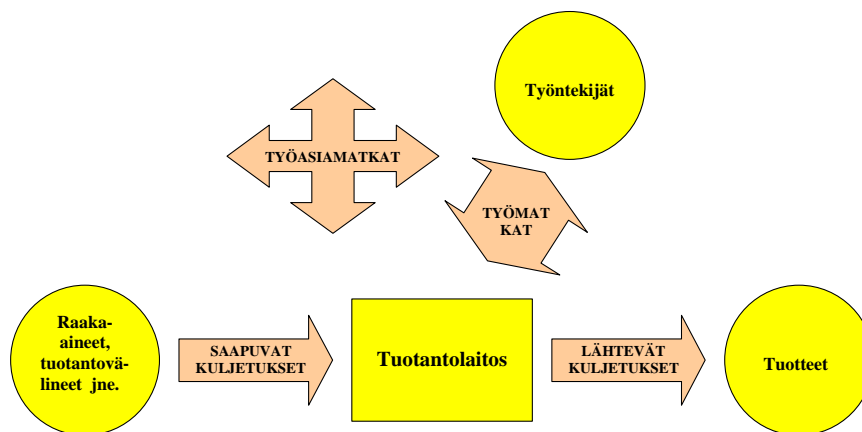 Työntekijät
TYÖASIAMATKAT
TYÖMAT
KAT
Raaka-
aineet,
tuotantovä-
lineet jne.
SAAPUVAT
KULJETUKSET
Tuotantolaitos
LÄHTEVÄT
KULJETUKSET
Tuotteet